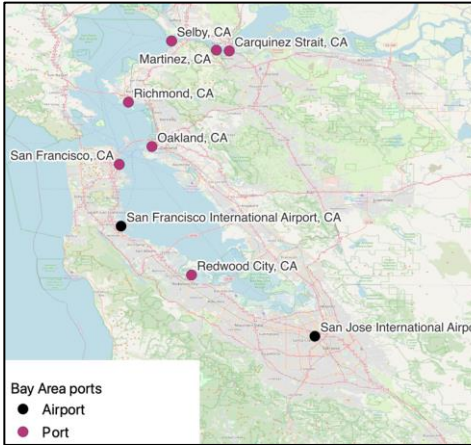 Selby, CA
Carquinez Strait, CA
Martinez, CA
Richmond, CA
Oakland, CA
San Francisco, CA
San Francisco International Airport, CA
Redwood City, CA
San Jose International Airpo
Bay Area ports
Airport
Port